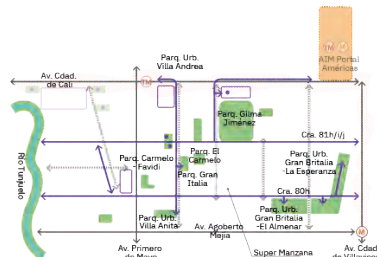 TM
M
AIM Portal
Américas
Parq. Urb.
Villa Andrea
Av. Cdad.
de Cali
TM
Parq. Gilma
Jiménez
Cra. 81h/i/j
Parq. El
Carmelo
Parq. Carmelo
- Favidi
Parq. Urb.
Gran Britalia
-La Esperanza
Parq. Gran
Italia
Río Tunjuelo
Cra. 80h
Parq. Urb.
Villa Anita
Parq. Urb.
Gran Britalia
-El Almenar
Av. Agoberto
Mejía
M
Av. Primero
de Mayo
Super Manzana
Av. Cdad
de Villavicen